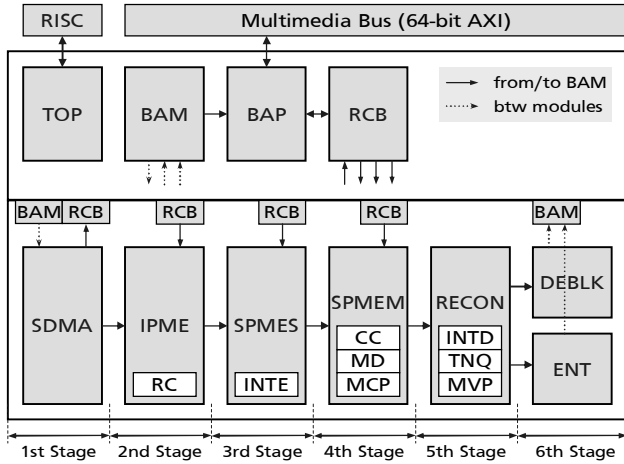 RISC
Multimedia Bus (64-bit AXI)
TOP
BAM
BAP
RCB
from/to BAM
btw modules
BAM
RCB
RCB
RCB
RCB
BAM
SDMA
IPME
RC
SPMES
INTE
SPMEM
CC
MD
MCP
RECON
INTD
TNQ
MVP
DEBLK
ENT
1st Stage
2nd Stage
3rd Stage
4th Stage
5th Stage
6th Stage